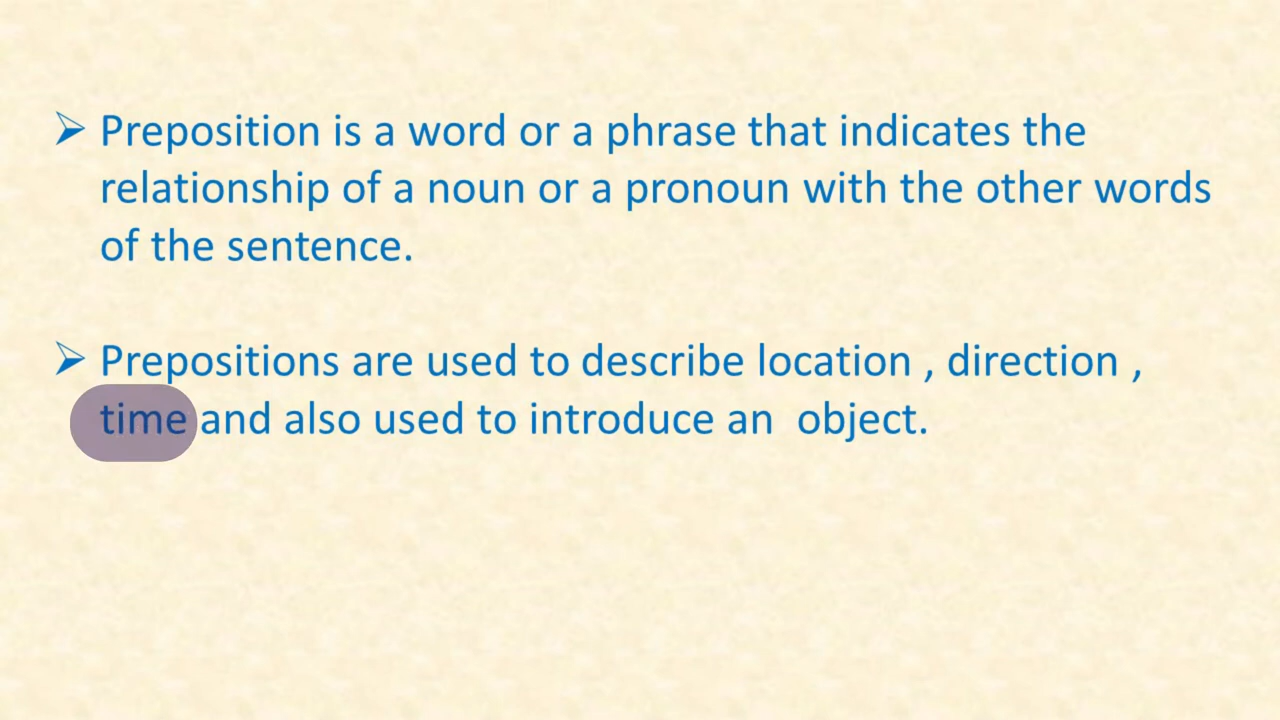 Preposition is a word or a phrase that indicates the
relationship of a noun or a pronoun with the other words
of the sentence.
Prepositions are used to describe location , direction ,
time and also used to introduce an  object.